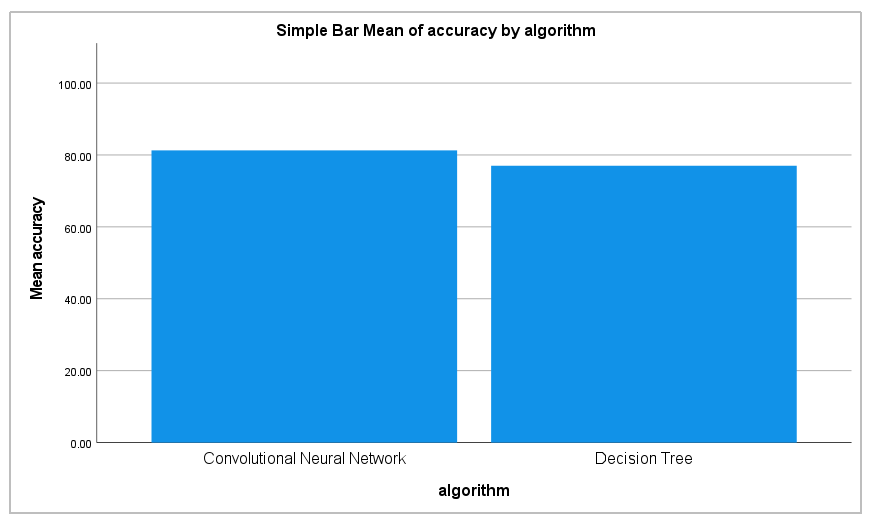 Simple Bar Mean of accuracy by algorithm
100.00
80.00
60.00
40.00
20.00
0.00
Mean accuracy
Convolutional Neural Network
Decision Tree
algorithm